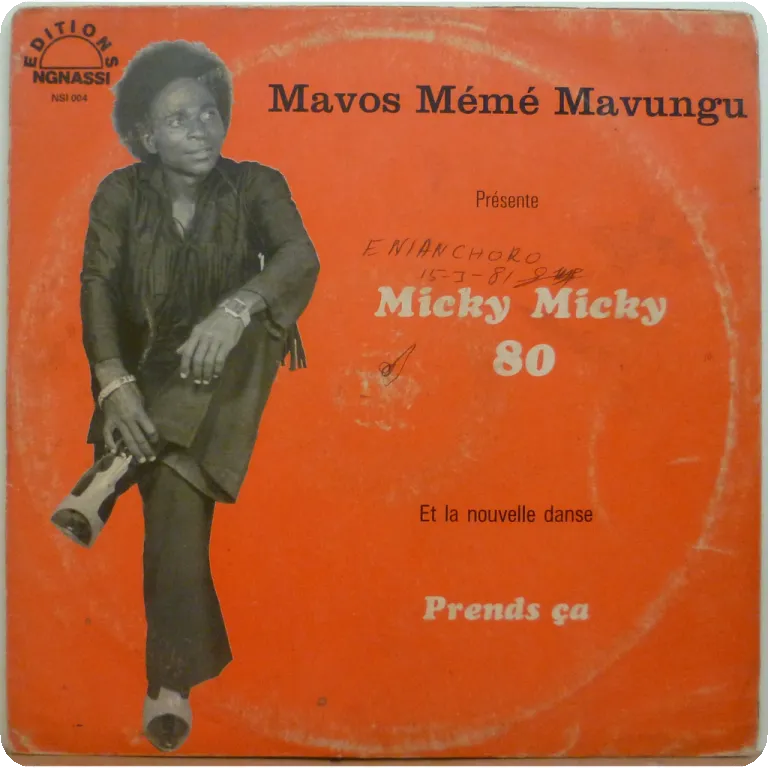 EDITIONS
NGNASSI
NSI 004
Mavos Mémé Mavungu
Présente
ENIANCHORO
15-3-81
Micky Micky
80
Et la nouvelle danse
Prends ça